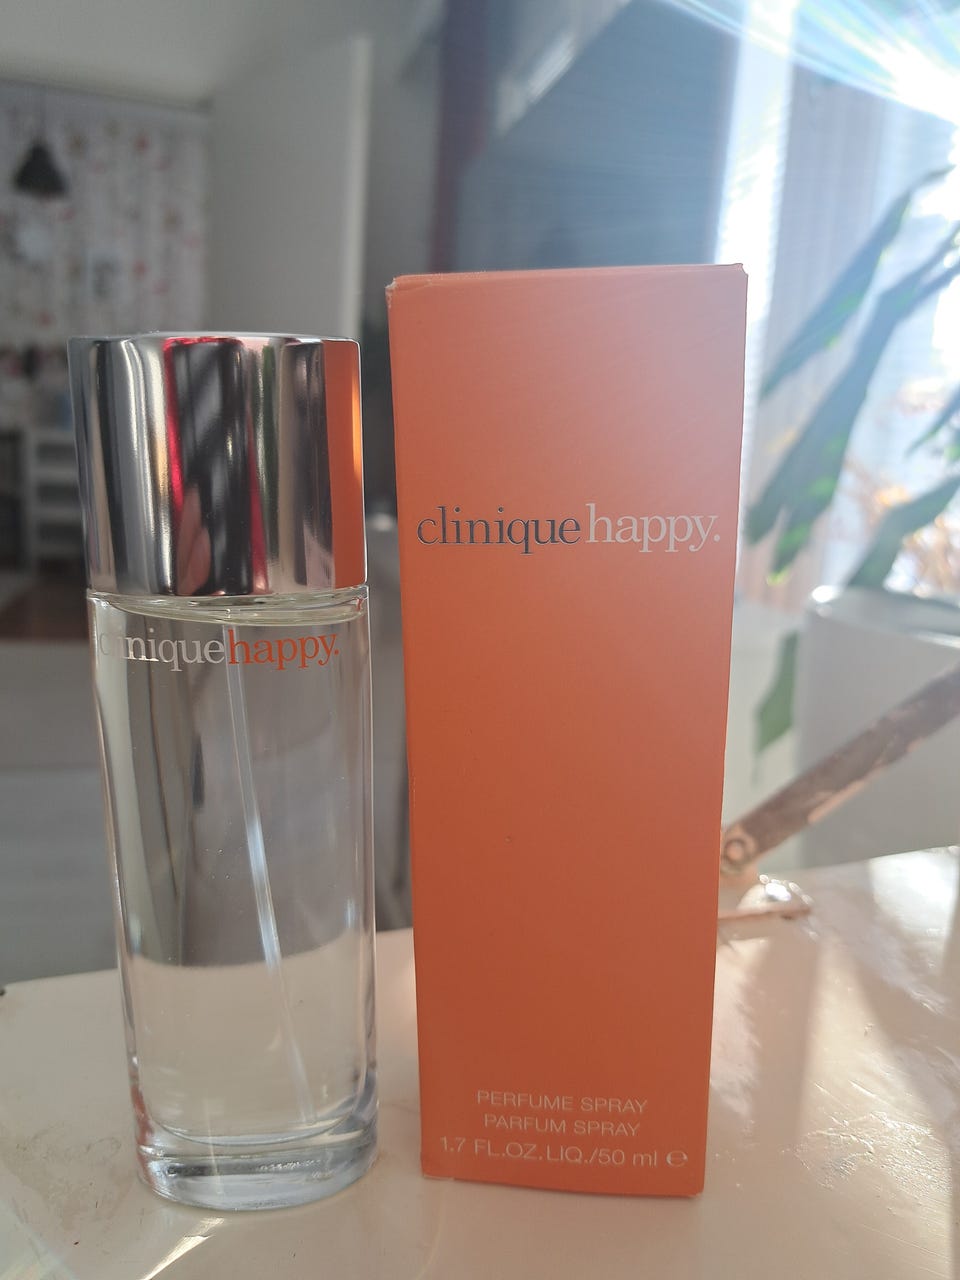 cliniquehappy.
cliniquehappy.
PERFUME SPRAY
PARFUM SPRAY
1.7 FL.OZ.LIQ./50 ml ℮